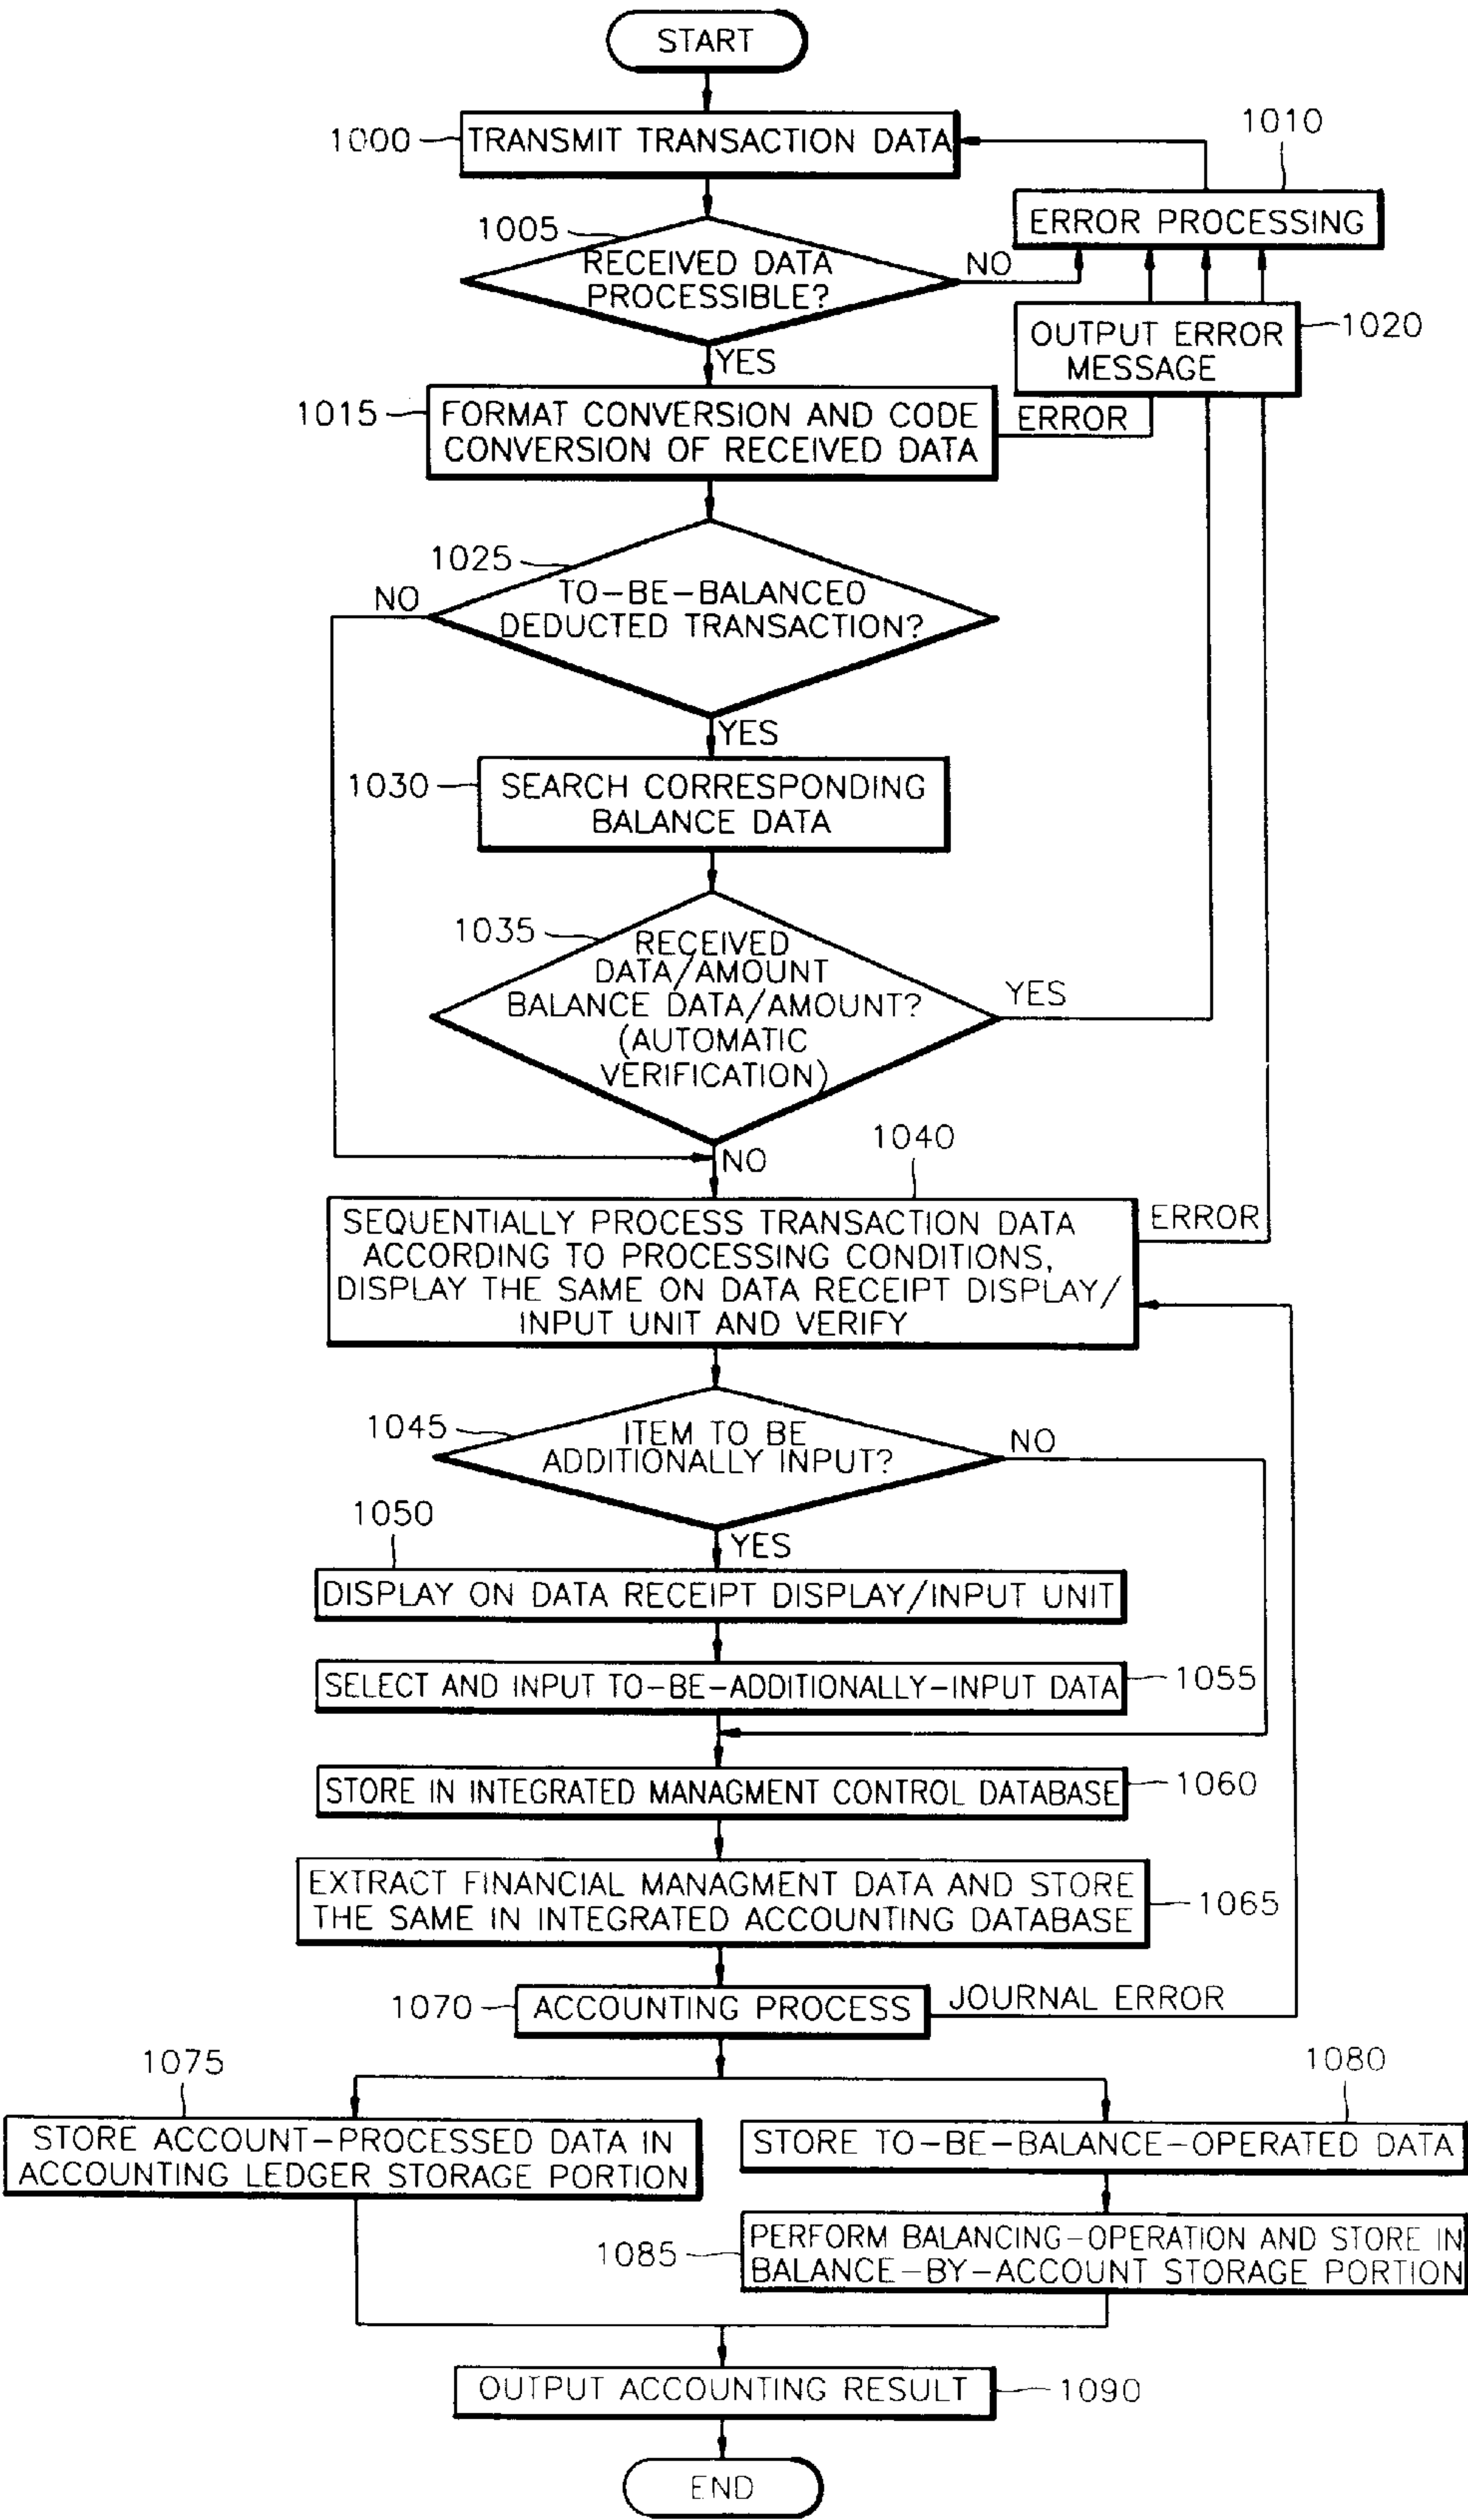 START
1000
TRANSMIT TRANSACTION DATA
1010
ERROR PROCESSING
1005
RECEIVED DATA
PROCESSIBLE?
NO
YES
OUTPUT ERROR
MESSAGE
1020
1015
FORMAT CONVERSION AND CODE
CONVERSION OF RECEIVED DATA
ERROR
1025
NO
TO-BE-BALANCED
DEDUCTED TRANSACTION?
YES
1030
SEARCH CORRESPONDING
BALANCE DATA
1035
RECEIVED
DATA/AMOUNT
BALANCE DATA/AMOUNT?
(AUTOMATIC
VERIFICATION)
YES
NO
1040
SEQUENTIALLY PROCESS TRANSACTION DATA
ACCORDING TO PROCESSING CONDITIONS,
DISPLAY THE SAME ON DATA RECEIPT DISPLAY/
INPUT UNIT AND VERIFY
ERROR
1045
ITEM TO BE
ADDITIONALLY INPUT?
NO
YES
1050
DISPLAY ON DATA RECEIPT DISPLAY/INPUT UNIT
SELECT AND INPUT TO-BE-ADDITIONALLY-INPUT DATA
1055
STORE IN INTEGRATED MANAGMENT CONTROL DATABASE
1060
EXTRACT FINANCIAL MANAGMENT DATA AND STORE
THE SAME IN INTEGRATED ACCOUNTING DATABASE
1065
1070
ACCOUNTING PROCESS
JOURNAL ERROR
1075
STORE ACCOUNT-PROCESSED DATA IN
ACCOUNTING LEDGER STORAGE PORTION
1080
STORE TO-BE-BALANCE-OPERATED DATA
1085
PERFORM BALANCING-OPERATION AND STORE IN
BALANCE-BY-ACCOUNT STORAGE PORTION
OUTPUT ACCOUNTING RESULT
1090
END